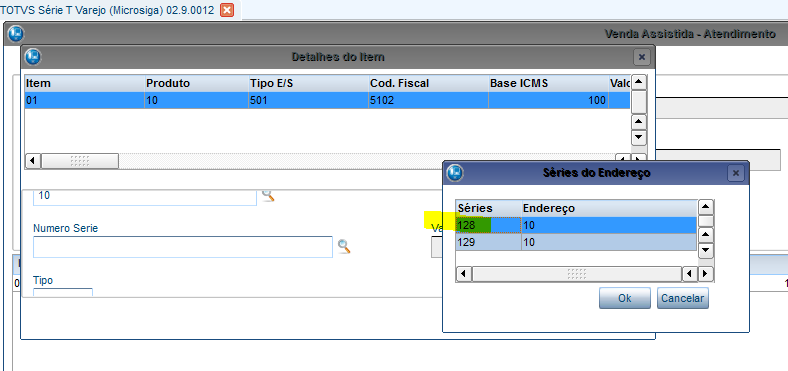 TOTVS Série T Varejo (Microsiga) 02.9.0012
Venda Assistida - Atendimento
Detalhes do Item
Item Produto Tipo E/S Cod. Fiscal Base ICMS Valo
01 10 501 5102 100
Séries do Endereço
10
Séries Endereço
Numero Serie Va
128 10
129 10
Tipo
Ok Cancelar